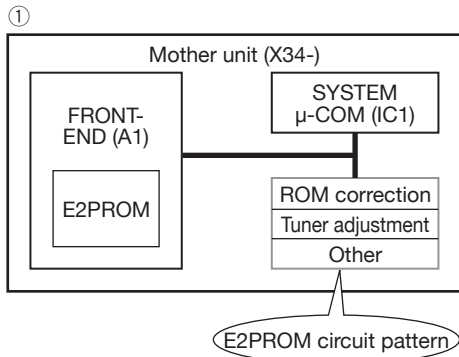 ①
Mother unit (X34-)
FRONT-
END (A1)
E2PROM
SYSTEM
μ-COM (IC1)
ROM correction
Tuner adjustment
Other
E2PROM circuit pattern